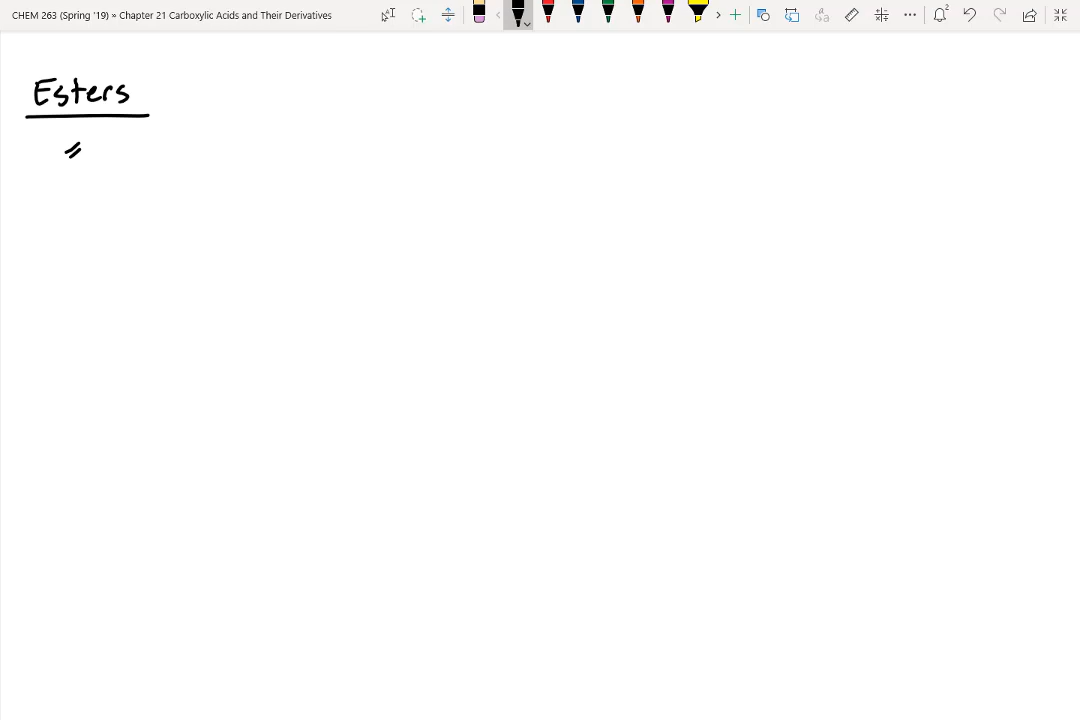 CHEM 263 (Spring '19) » Chapter 21 Carboxylic Acids and Their Derivatives
Esters